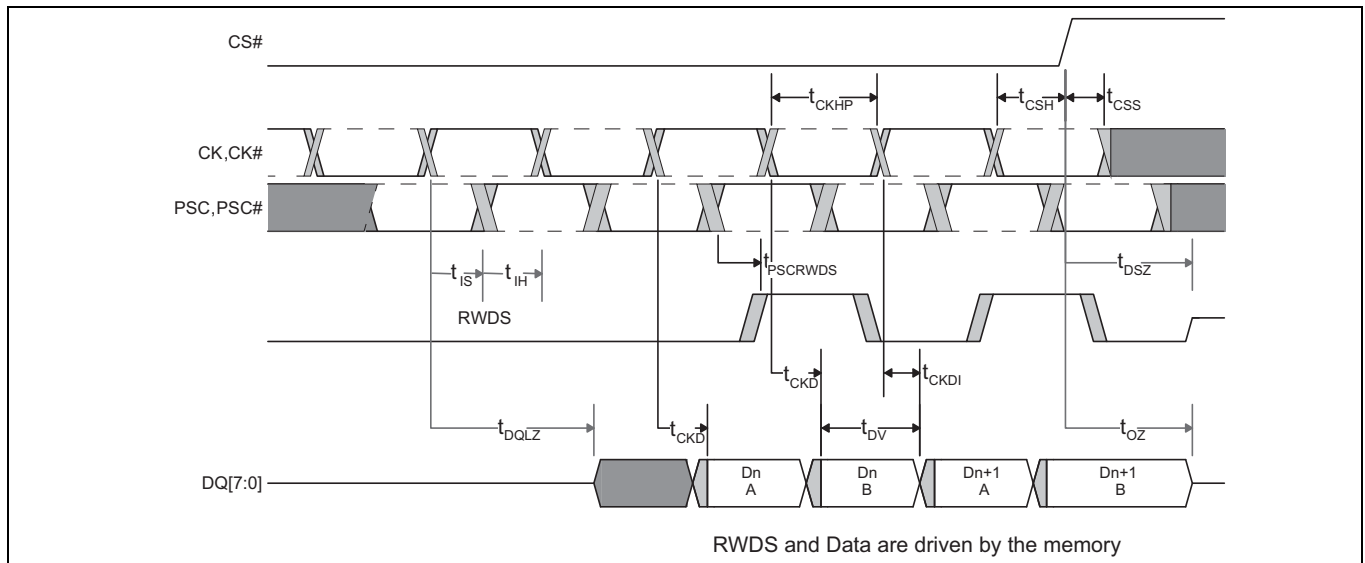 CS#
tCKHP
tCSH
tCSS
CK,CK#
PSC,PSC#
tIS
tIH
tPSCRWDS
tDSZ
RWDS
tCKD
tCKDI
tDQLZ
tCKD
tDV
tOZ
DQ[7:0]
Dn
A
Dn
B
Dn+1
A
Dn+1
B
RWDS and Data are driven by the memory